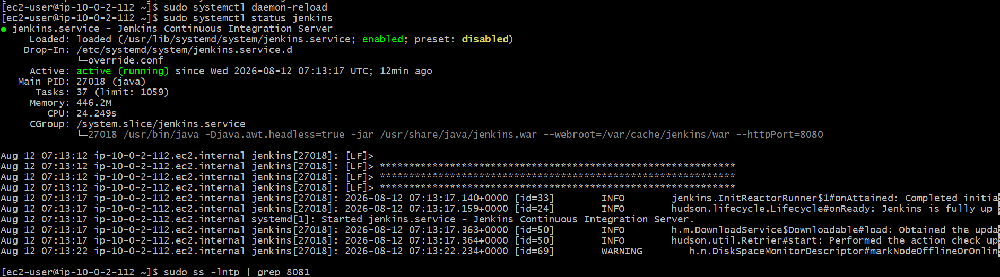 [ec2-user@ip-10-0-2-112 ~]$ sudo systemctl daemon-reload
[ec2-user@ip-10-0-2-112 ~]$ sudo systemctl status jenkins
● jenkins.service - Jenkins Continuous Integration Server
     Loaded: loaded (/usr/lib/systemd/system/jenkins.service; enabled; preset: disabled)
    Drop-In: /etc/systemd/system/jenkins.service.d
             └─override.conf
     Active: active (running) since Wed 2026-08-12 07:13:17 UTC; 12min ago
   Main PID: 27018 (java)
      Tasks: 37 (limit: 1059)
     Memory: 446.2M
        CPU: 24.249s
     CGroup: /system.slice/jenkins.service
             └─27018 /usr/bin/java -Djava.awt.headless=true -jar /usr/share/java/jenkins.war --webroot=/var/cache/jenkins/war --httpPort=8080
Aug 12 07:13:12 ip-10-0-2-112.ec2.internal jenkins[27018]: [LF]>
Aug 12 07:13:12 ip-10-0-2-112.ec2.internal jenkins[27018]: [LF]> *************************************************************
Aug 12 07:13:12 ip-10-0-2-112.ec2.internal jenkins[27018]: [LF]> *************************************************************
Aug 12 07:13:12 ip-10-0-2-112.ec2.internal jenkins[27018]: [LF]> *************************************************************
Aug 12 07:13:17 ip-10-0-2-112.ec2.internal jenkins[27018]: 2026-08-12 07:13:17.140+0000 [id=33]        INFO        jenkins.InitReactorRunner$1#onAttained: Completed initia>
Aug 12 07:13:17 ip-10-0-2-112.ec2.internal jenkins[27018]: 2026-08-12 07:13:17.159+0000 [id=24]        INFO        hudson.lifecycle.Lifecycle#onReady: Jenkins is fully up >
Aug 12 07:13:17 ip-10-0-2-112.ec2.internal systemd[1]: Started jenkins.service - Jenkins Continuous Integration Server.
Aug 12 07:13:17 ip-10-0-2-112.ec2.internal jenkins[27018]: 2026-08-12 07:13:17.363+0000 [id=50]        INFO        h.m.DownloadService$Downloadable#load: Obtained the upda>
Aug 12 07:13:17 ip-10-0-2-112.ec2.internal jenkins[27018]: 2026-08-12 07:13:17.364+0000 [id=50]        INFO        hudson.util.Retrier#start: Performed the action check up>
Aug 12 07:13:22 ip-10-0-2-112.ec2.internal jenkins[27018]: 2026-08-12 07:13:22.234+0000 [id=69]        WARNING        h.n.DiskSpaceMonitorDescriptor#markNodeOfflineOrOnlin>
[ec2-user@ip-10-0-2-112 ~]$ sudo ss -lntp | grep 8081